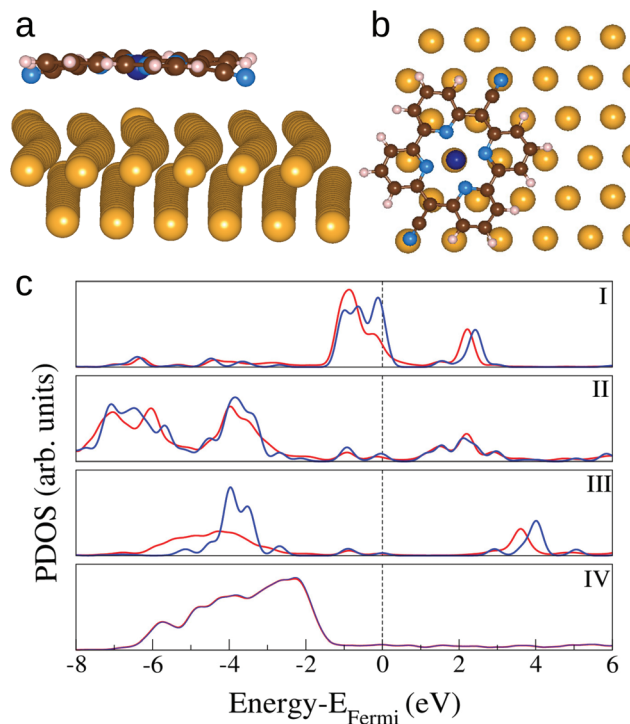 a
b
c
I
II
III
IV
PDOS (arb. units)
-8 -6 -4 -2 0 2 4 6
Energy-E_Fermi (eV)